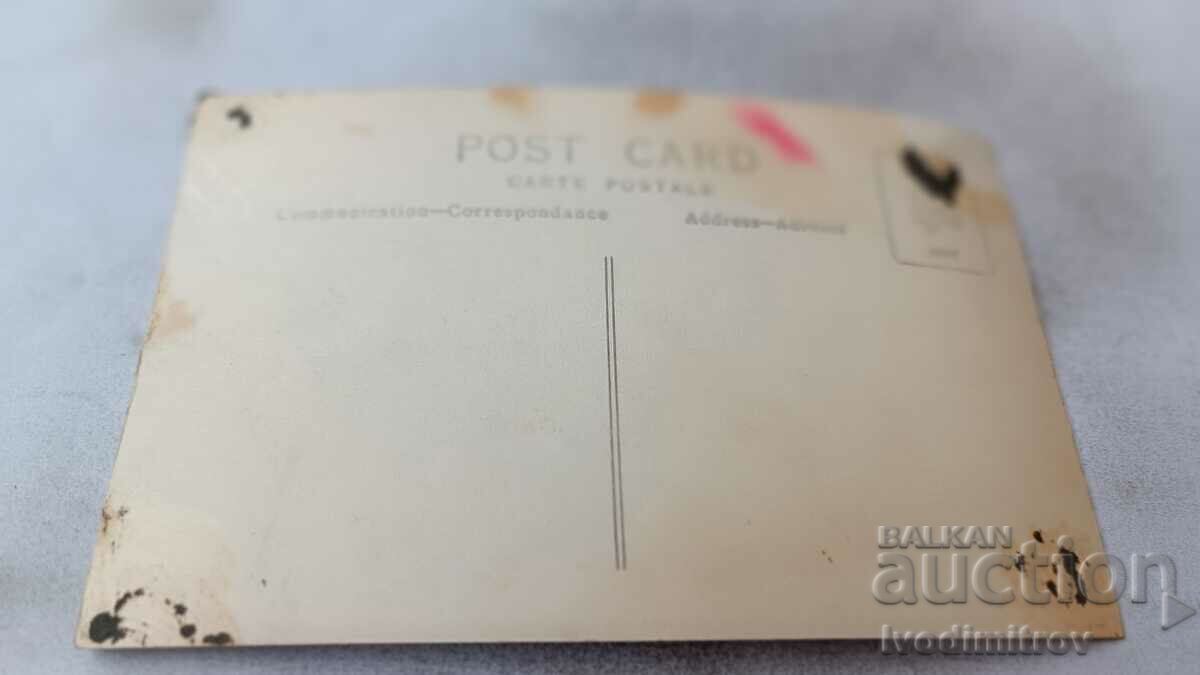 POST CARD
CARTE POSTALE
Communication—Correspondance
Address—Adresse
BALKAN
auction
Ivodimitrov